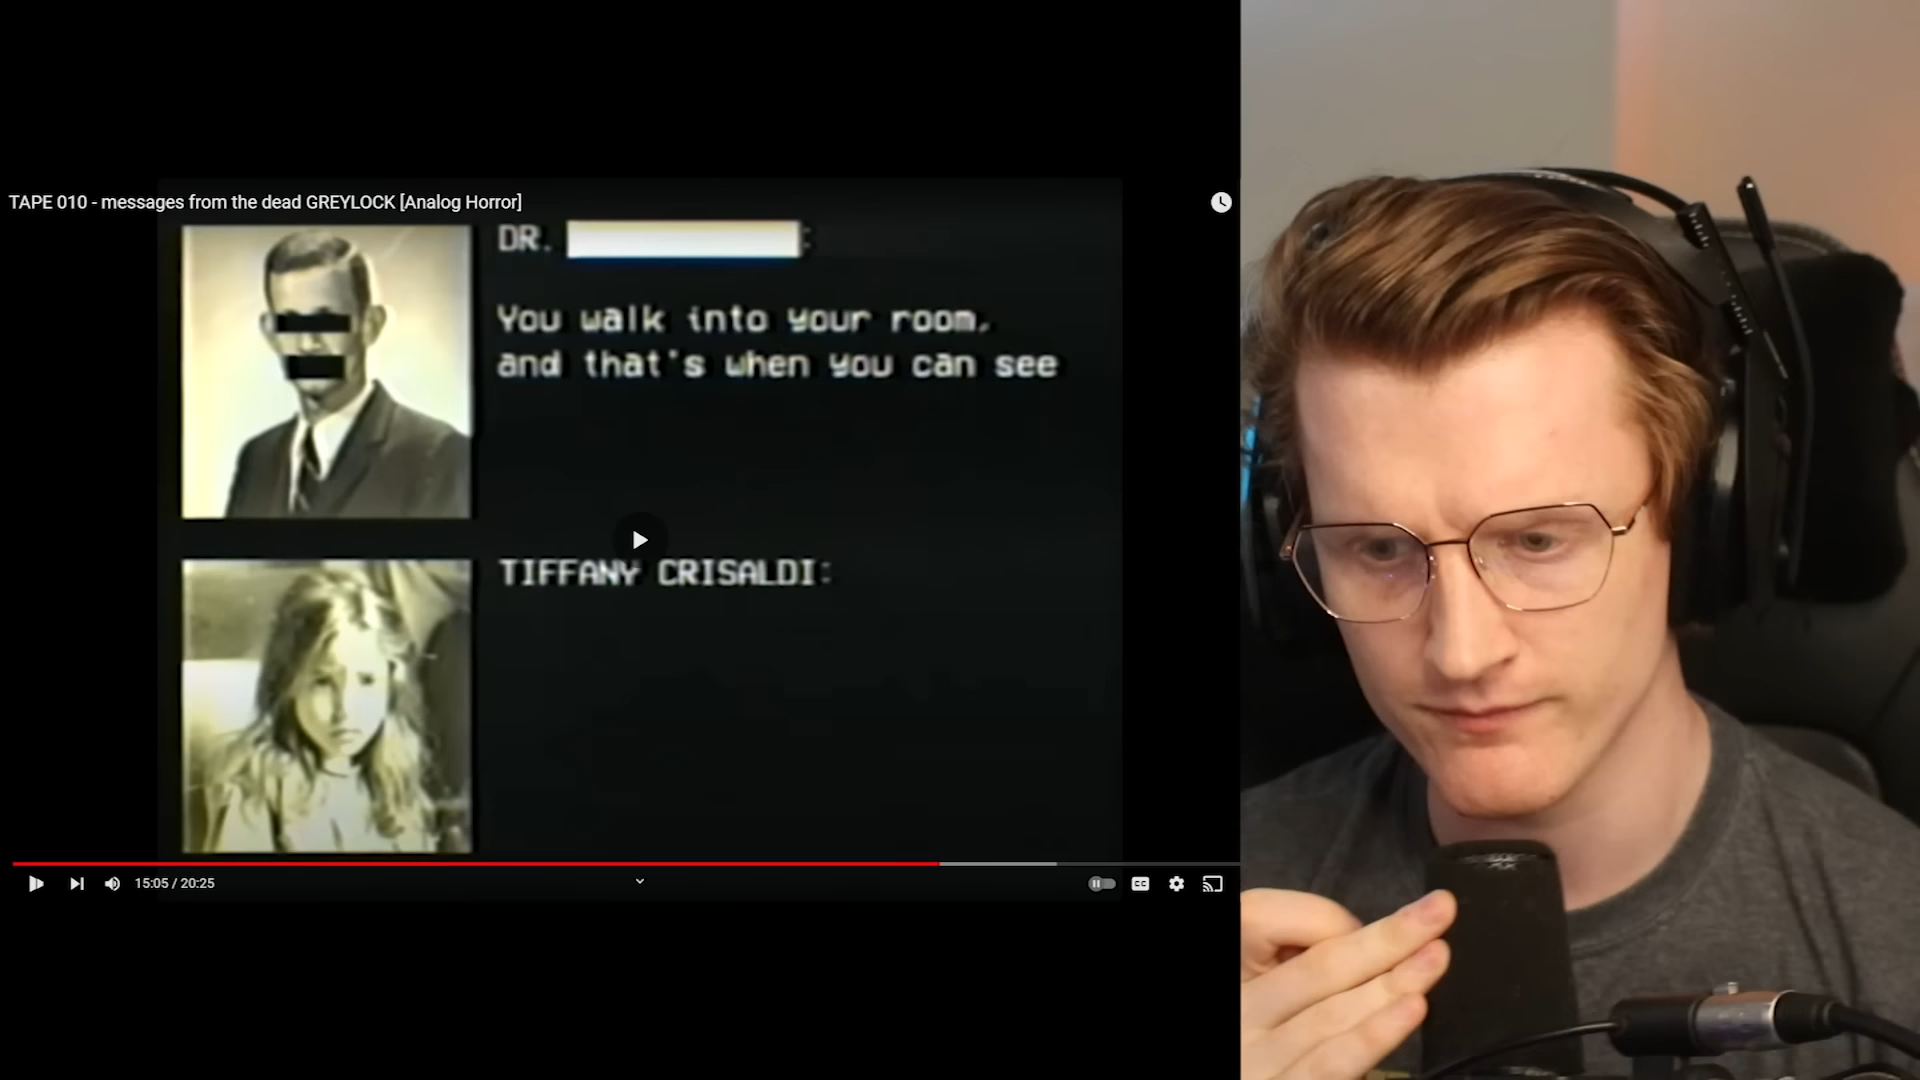 TAPE 010 - messages from the dead GREYLOCK [Analog Horror]
DR. :
You walk into your room,
and that's when you can see
TIFFANY CRISALDI:
15:05 / 20:25
CC